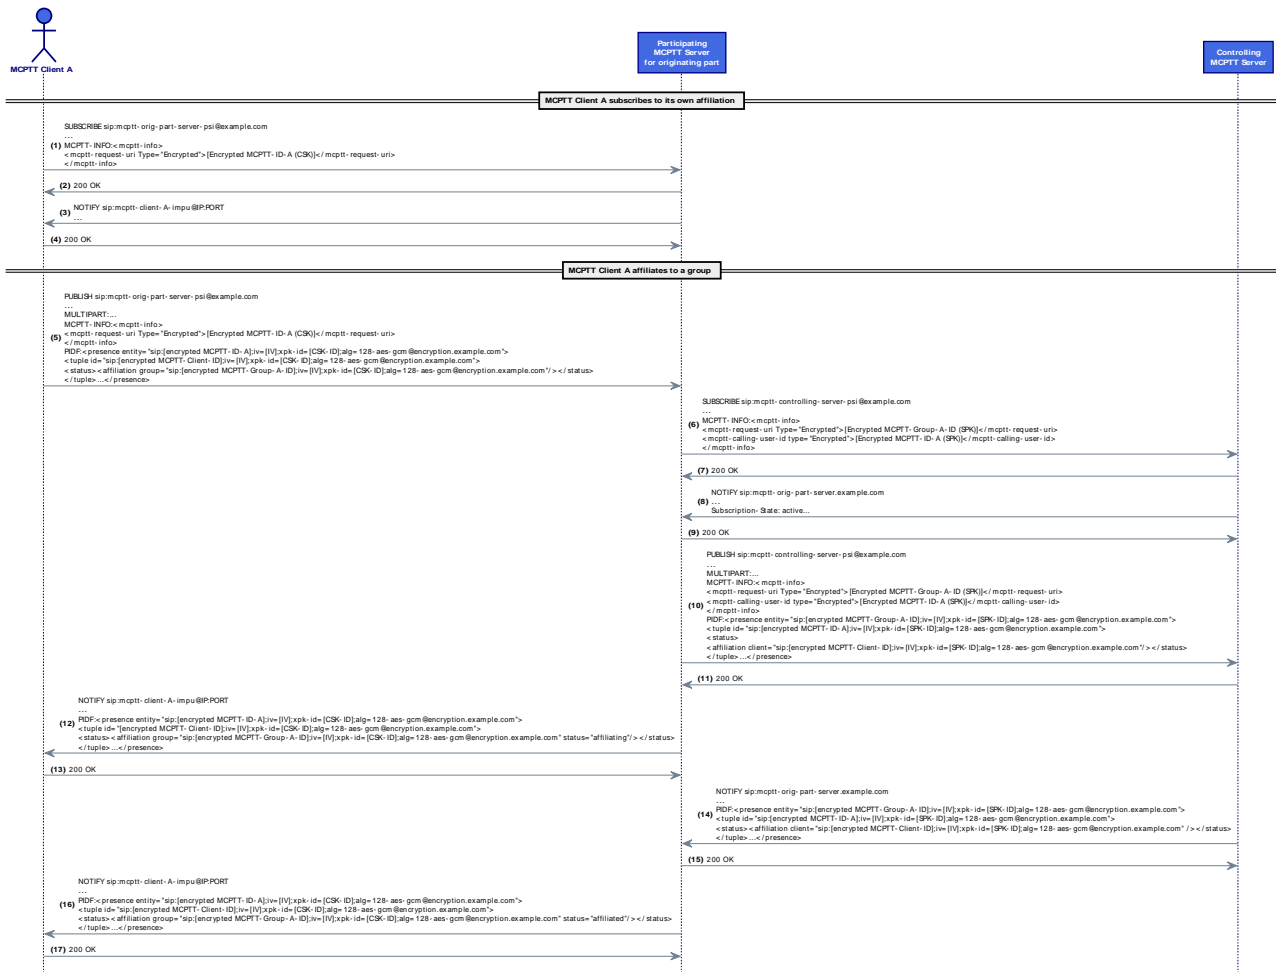 MCPTT Client A
Participating
MCPTT Server
for originating part
Controlling
MCPTT Server
MCPTT Client A subscribes to its own affiliation
SUBSCRIBE sip:mcptt-orig-part-server-psi@example.com
...
(1) MCPTT-INFO:<mcptt-info>
<mcptt-request-uri Type="Encrypted">[Encrypted MCPTT-ID-A (CSK)]</mcptt-request-uri>
</mcptt-info>
(2) 200 OK
NOTIFY sip:mcptt-client-A-impu@IP:PORT
(3) ...
(4) 200 OK
MCPTT Client A affiliates to a group
PUBLISH sip:mcptt-orig-part-server-psi@example.com
...
MULTIPART:...
MCPTT-INFO:<mcptt-info>
(5) <mcptt-request-uri Type="Encrypted">[Encrypted MCPTT-ID-A (CSK)]</mcptt-request-uri>
</mcptt-info>
PIDF:<presence entity="sip:[encrypted MCPTT-ID-A];iv=[IV];xpk-id=[CSK-ID];alg=128-aes-gcm@encryption.example.com">
<tuple id="sip:[encrypted MCPTT-Client-ID];iv=[IV];xpk-id=[CSK-ID];alg=128-aes-gcm@encryption.example.com">
<status><affiliation group="sip:[encrypted MCPTT-Group-A-ID];iv=[IV];xpk-id=[CSK-ID];alg=128-aes-gcm@encryption.example.com"/></status>
</tuple>...</presence>
SUBSCRIBE sip:mcptt-controlling-server-psi@example.com
...
MCPTT-INFO:<mcptt-info>
(6) <mcptt-request-uri Type="Encrypted">[Encrypted MCPTT-Group-A-ID (SPK)]</mcptt-request-uri>
<mcptt-calling-user-id type="Encrypted">[Encrypted MCPTT-ID-A (SPK)]</mcptt-calling-user-id>
</mcptt-info>
(7) 200 OK
NOTIFY sip:mcptt-orig-part-server.example.com
(8) ...
Subscription-State: active...
(9) 200 OK
PUBLISH sip:mcptt-controlling-server-psi@example.com
...
MULTIPART:...
MCPTT-INFO:<mcptt-info>
<mcptt-request-uri Type="Encrypted">[Encrypted MCPTT-Group-A-ID (SPK)]</mcptt-request-uri>
(10) <mcptt-calling-user-id type="Encrypted">[Encrypted MCPTT-ID-A (SPK)]</mcptt-calling-user-id>
</mcptt-info>
PIDF:<presence entity="sip:[encrypted MCPTT-Group-A-ID];iv=[IV];xpk-id=[SPK-ID];alg=128-aes-gcm@encryption.example.com">
<tuple id="sip:[encrypted MCPTT-ID-A];iv=[IV];xpk-id=[SPK-ID];alg=128-aes-gcm@encryption.example.com">
<status>
<affiliation client="sip:[encrypted MCPTT-Client-ID];iv=[IV];xpk-id=[SPK-ID];alg=128-aes-gcm@encryption.example.com"/></status>
</tuple>...</presence>
(11) 200 OK
NOTIFY sip:mcptt-client-A-impu@IP:PORT
...
PIDF:<presence entity="sip:[encrypted MCPTT-ID-A];iv=[IV];xpk-id=[CSK-ID];alg=128-aes-gcm@encryption.example.com">
(12) <tuple id="[encrypted MCPTT-Client-ID];iv=[IV];xpk-id=[CSK-ID];alg=128-aes-gcm@encryption.example.com">
<status><affiliation group="sip:[encrypted MCPTT-Group-A-ID];iv=[IV];xpk-id=[CSK-ID];alg=128-aes-gcm@encryption.example.com" status="affiliating"/></status>
</tuple>...</presence>
(13) 200 OK
NOTIFY sip:mcptt-orig-part-server.example.com
...
PIDF:<presence entity="sip:[encrypted MCPTT-Group-A-ID];iv=[IV];xpk-id=[SPK-ID];alg=128-aes-gcm@encryption.example.com">
(14) <tuple id="sip:[encrypted MCPTT-ID-A];iv=[IV];xpk-id=[SPK-ID];alg=128-aes-gcm@encryption.example.com">
<status><affiliation client="sip:[encrypted MCPTT-Client-ID];iv=[IV];xpk-id=[SPK-ID];alg=128-aes-gcm@encryption.example.com" /></status>
</tuple>...</presence>
(15) 200 OK
NOTIFY sip:mcptt-client-A-impu@IP:PORT
...
PIDF:<presence entity="sip:[encrypted MCPTT-ID-A];iv=[IV];xpk-id=[CSK-ID];alg=128-aes-gcm@encryption.example.com">
(16) <tuple id="sip:[encrypted MCPTT-Client-ID];iv=[IV];xpk-id=[CSK-ID];alg=128-aes-gcm@encryption.example.com">
<status><affiliation group="sip:[encrypted MCPTT-Group-A-ID];iv=[IV];xpk-id=[CSK-ID];alg=128-aes-gcm@encryption.example.com" status="affiliated"/></status>
</tuple>...</presence>
(17) 200 OK